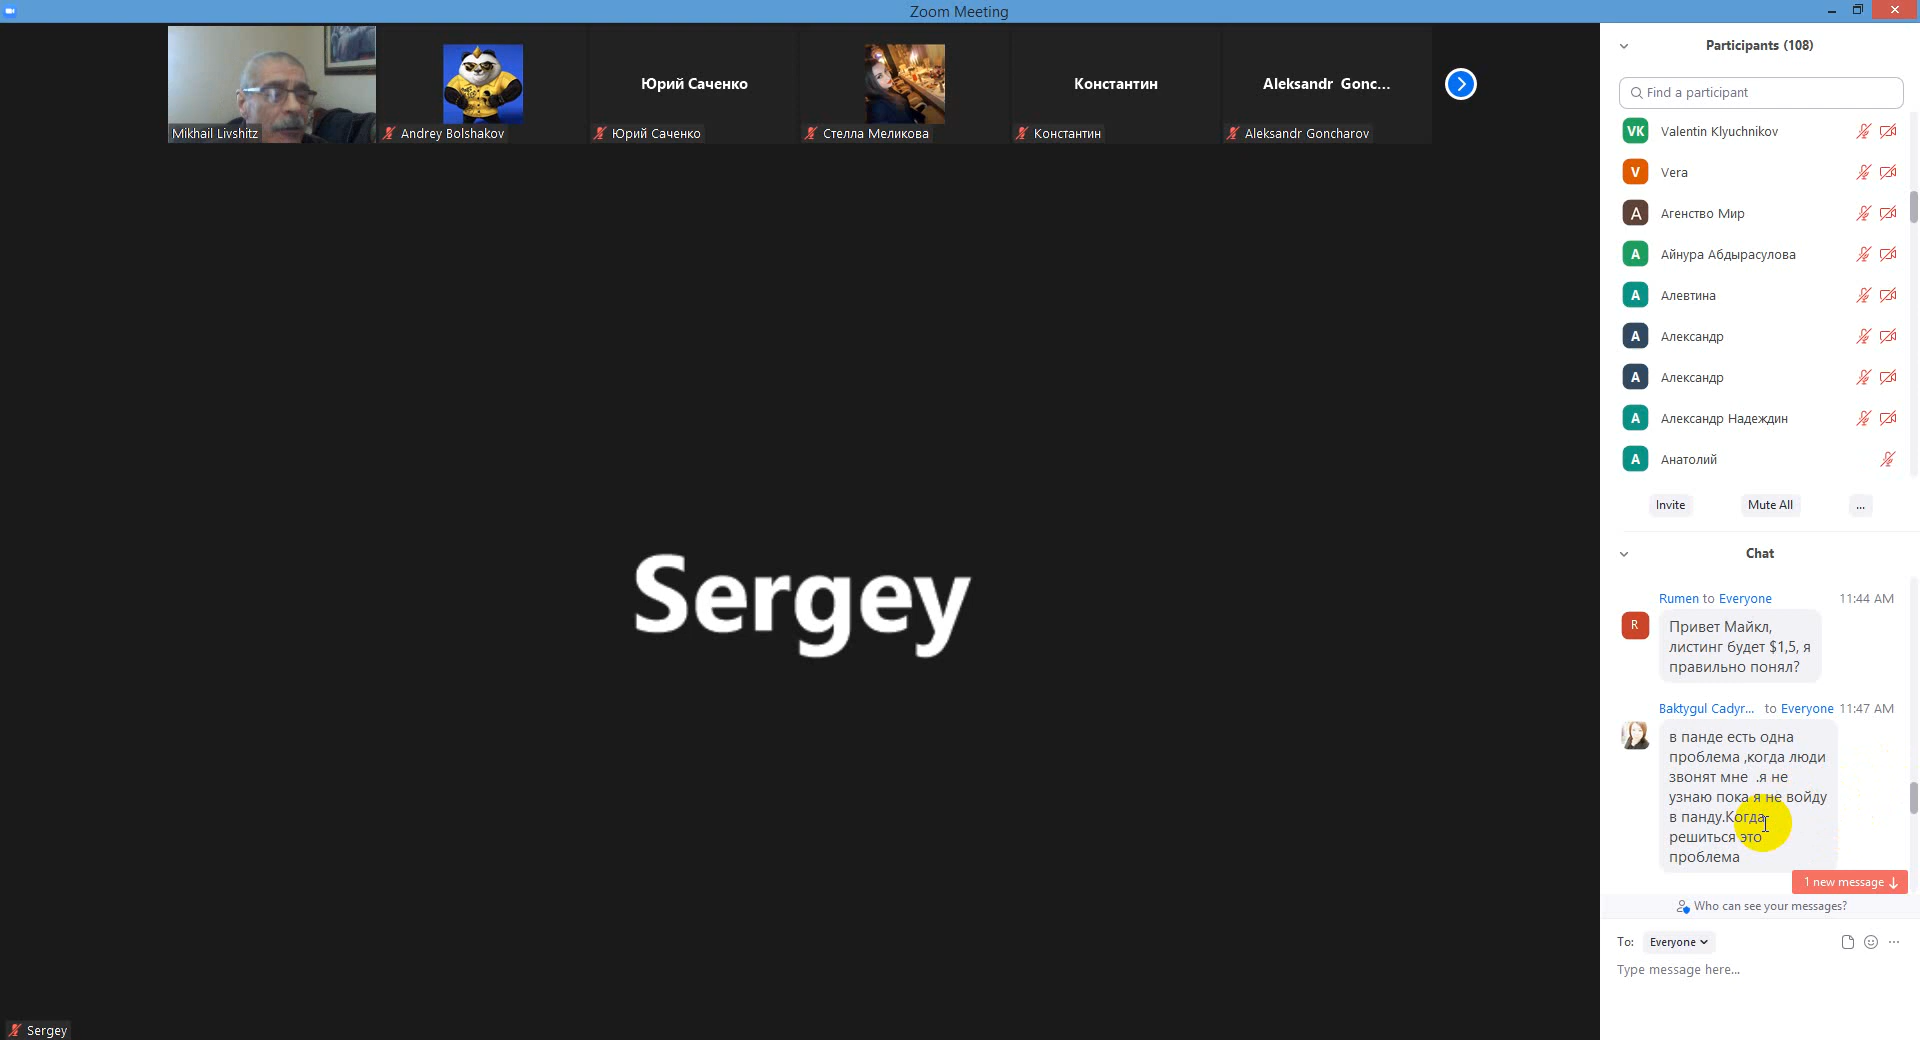 Zoom Meeting
Mikhail Livshitz
Andrey Bolshakov
Юрий Саченко
Юрий Саченко
Стелла Меликова
Константин
Константин
Aleksandr Gonc...
Aleksandr Goncharov
Sergey
Sergey
Participants (108)
Find a participant
VK Valentin Klyuchnikov
V Vera
А Агенство Мир
А Айнура Абдырасулова
А Алевтина
А Александр
А Александр
А Александр Надеждин
А Анатолий
Invite Mute All ...
Chat
Rumen to Everyone 11:44 AM
R
Привет Майкл,
листинг будет $1,5, я
правильно понял?
Baktygul Cadyr... to Everyone 11:47 AM
в панде есть одна
проблема ,когда люди
звонят мне .я не
узнаю пока я не войду
в панду.Когда
решиться это
проблема
1 new message
Who can see your messages?
To: Everyone
Type message here...